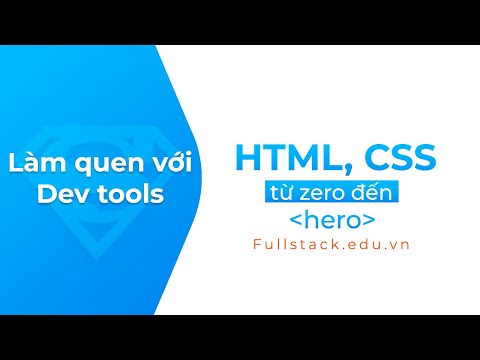 Làm quen với
Dev tools
HTML, CSS
từ zero đến
<hero>
Fullstack.edu.vn